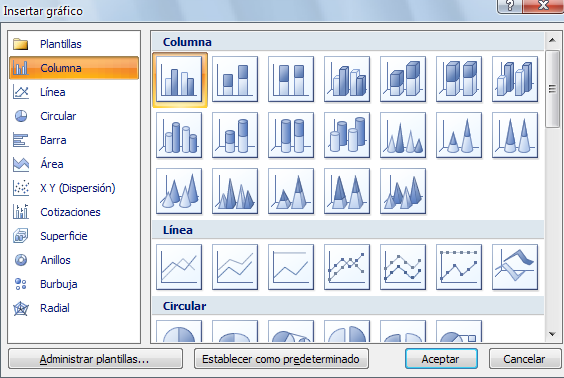 Insertar gráfico
Plantillas
Columna
Línea
Circular
Barra
Área
X Y (Dispersión)
Cotizaciones
Superficie
Anillos
Burbuja
Radial
Columna
Línea
Circular
Administrar plantillas...
Establecer como predeterminado
Aceptar
Cancelar